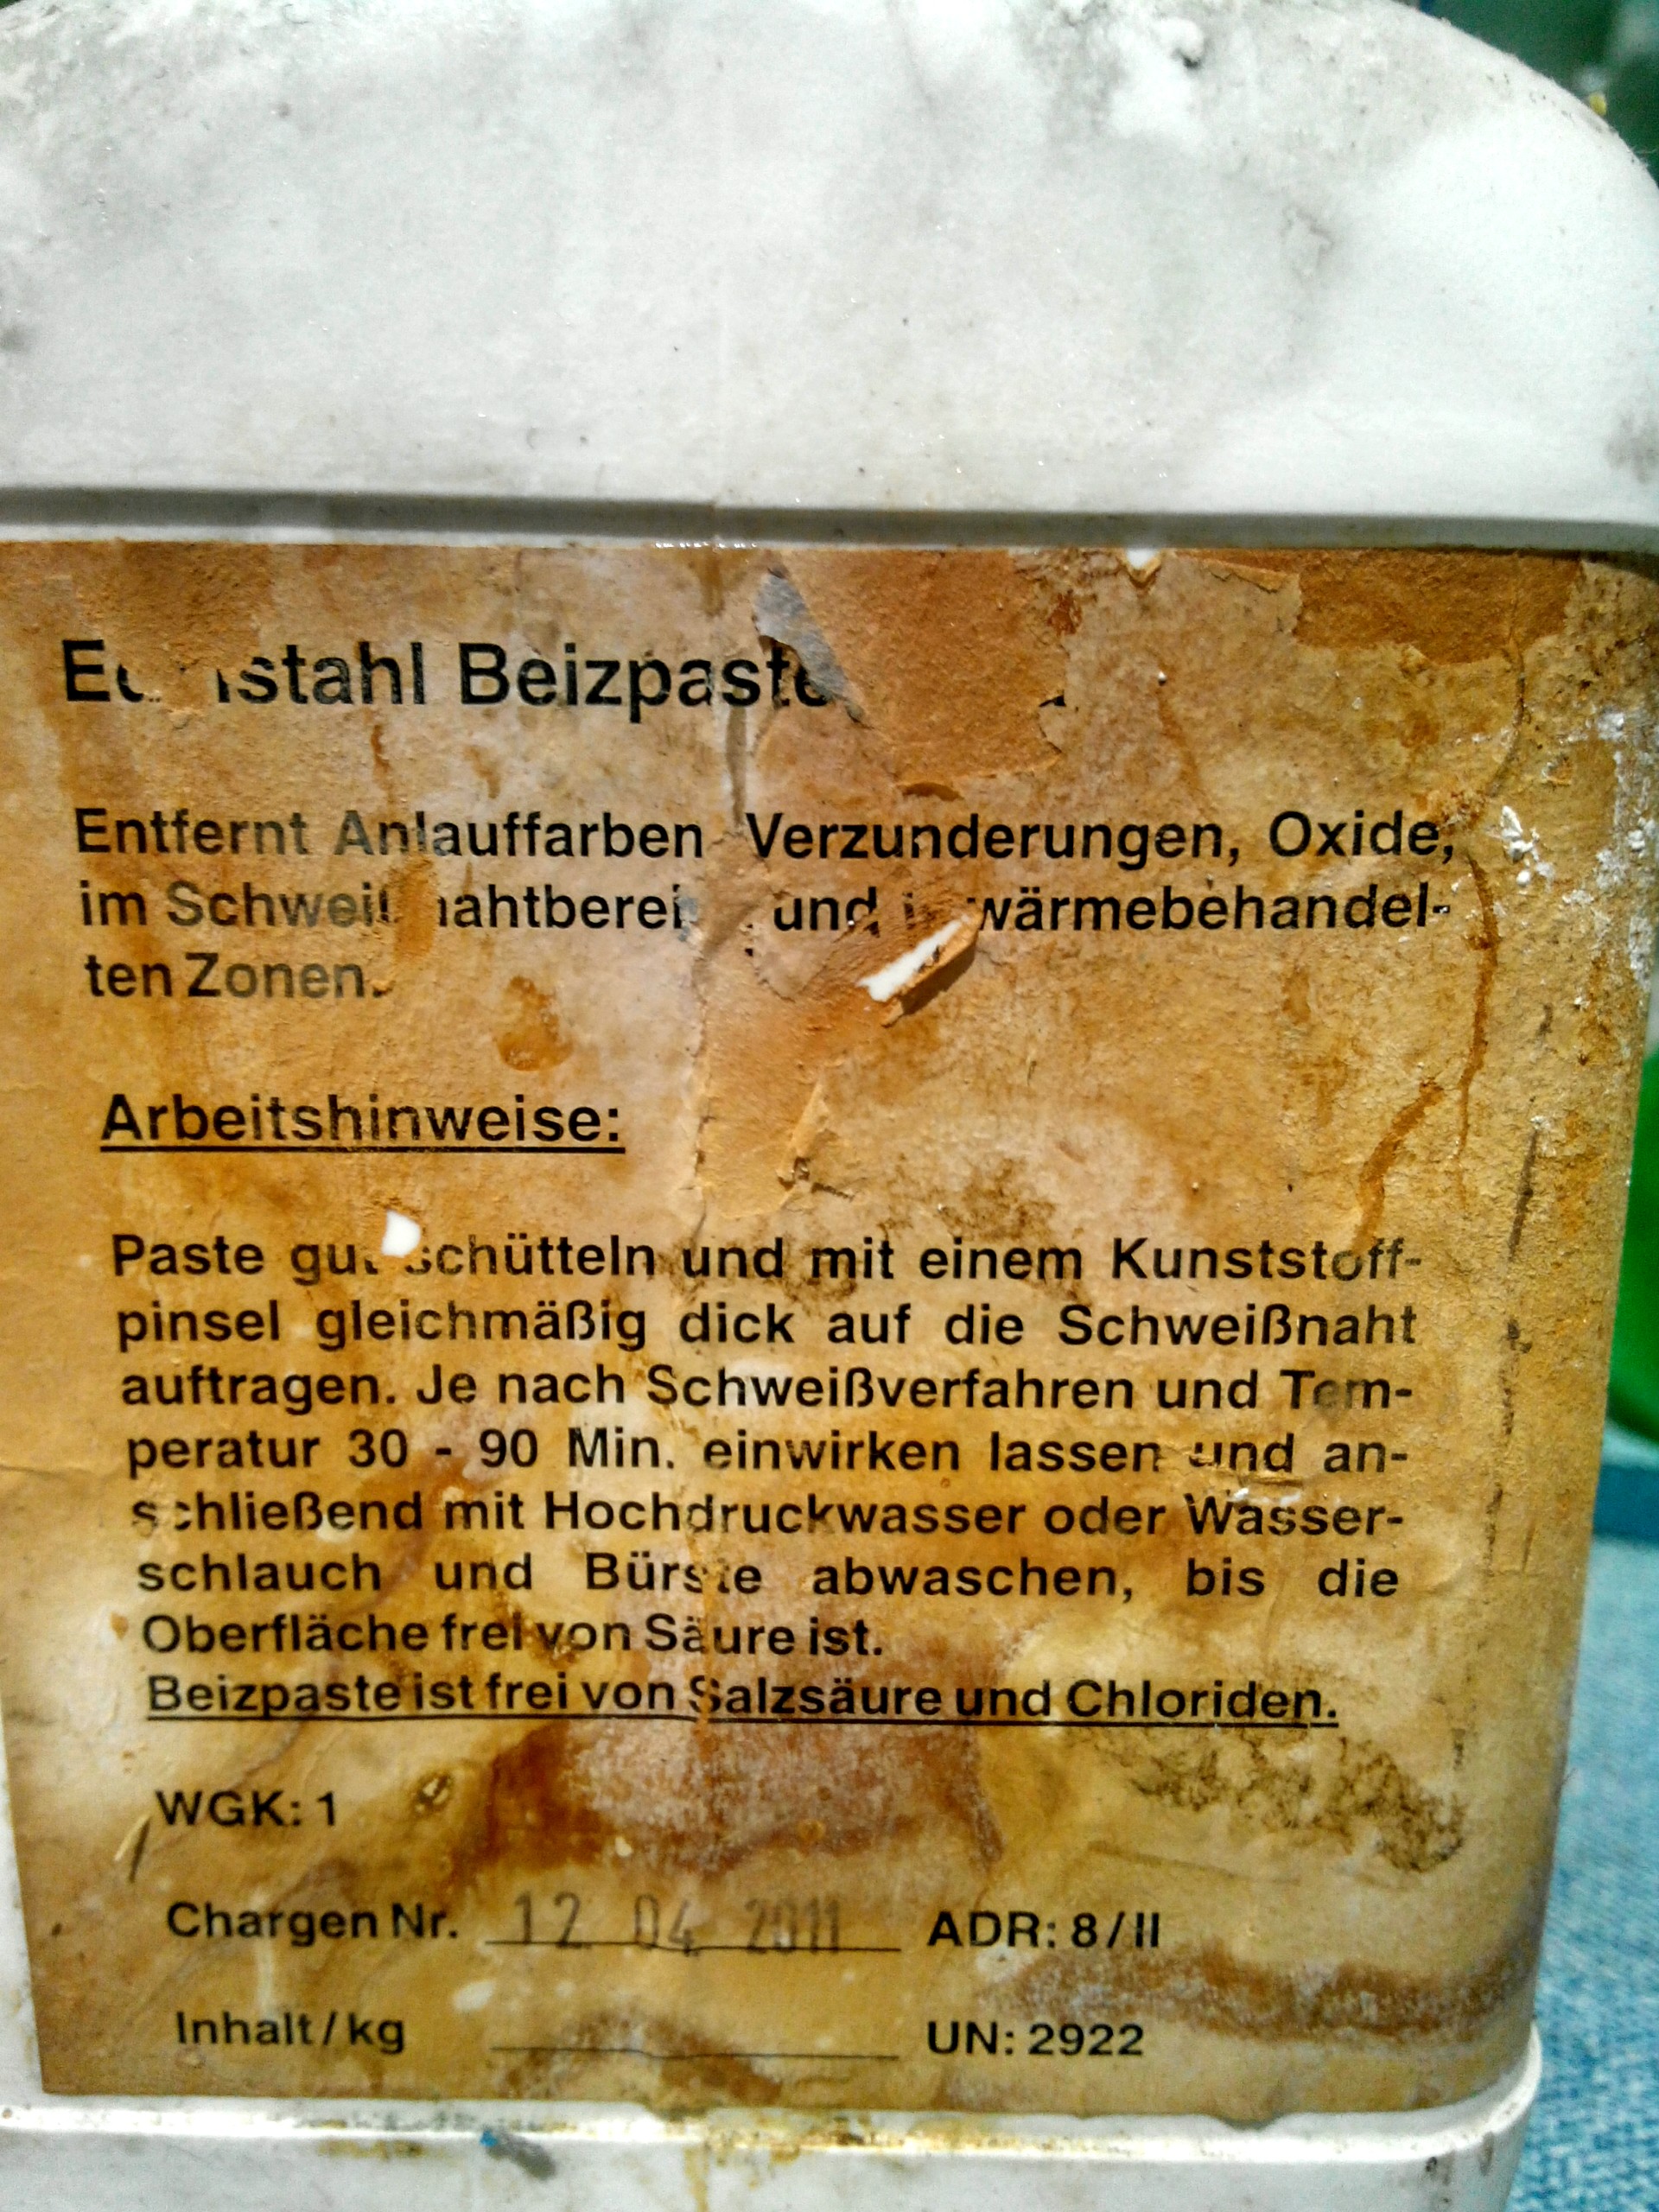 Edelstahl Beizpaste
Entfernt Anlauffarben, Verzunderungen, Oxide,
im Schweißnahtbereich und in wärmebehandel-
ten Zonen.
Arbeitshinweise:
Paste gut schütteln und mit einem Kunststoff-
pinsel gleichmäßig dick auf die Schweißnaht
auftragen. Je nach Schweißverfahren und Tem-
peratur 30 - 90 Min. einwirken lassen und an-
schließend mit Hochdruckwasser oder Wasser-
schlauch und Bürste abwaschen, bis die
Oberfläche frei von Säure ist.
Beizpaste ist frei von Salzsäure und Chloriden.
WGK: 1
Chargen Nr. 12 04 2011 ADR: 8/II
Inhalt/kg UN: 2922